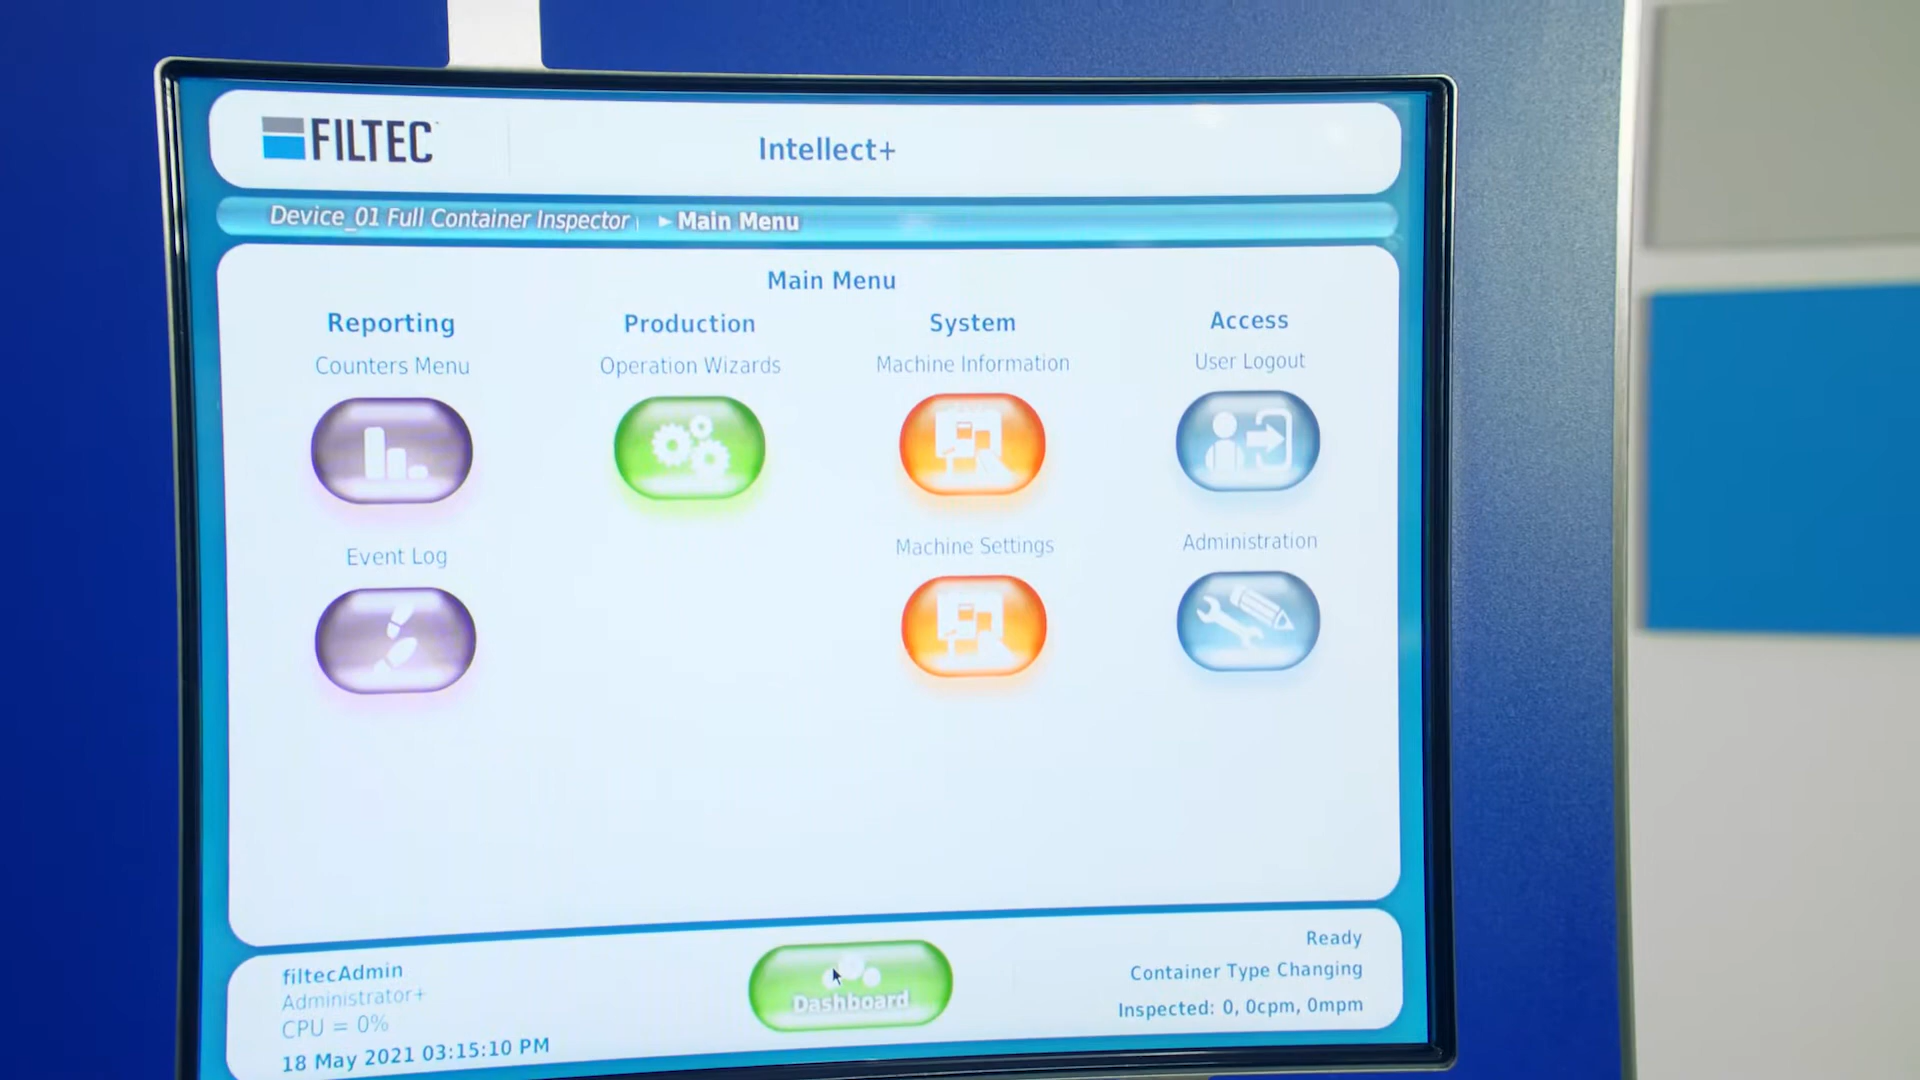 FILTEC
Intellect+
Device_01 Full Container Inspector ► Main Menu
Main Menu
Reporting
Production
System
Access
Counters Menu
Operation Wizards
Machine Information
User Logout
Event Log
Machine Settings
Administration
filtecAdmin
Administrator+
CPU = 0%
18 May 2021 03:15:10 PM
Dashboard
Ready
Container Type Changing
Inspected: 0, 0cpm, 0mpm